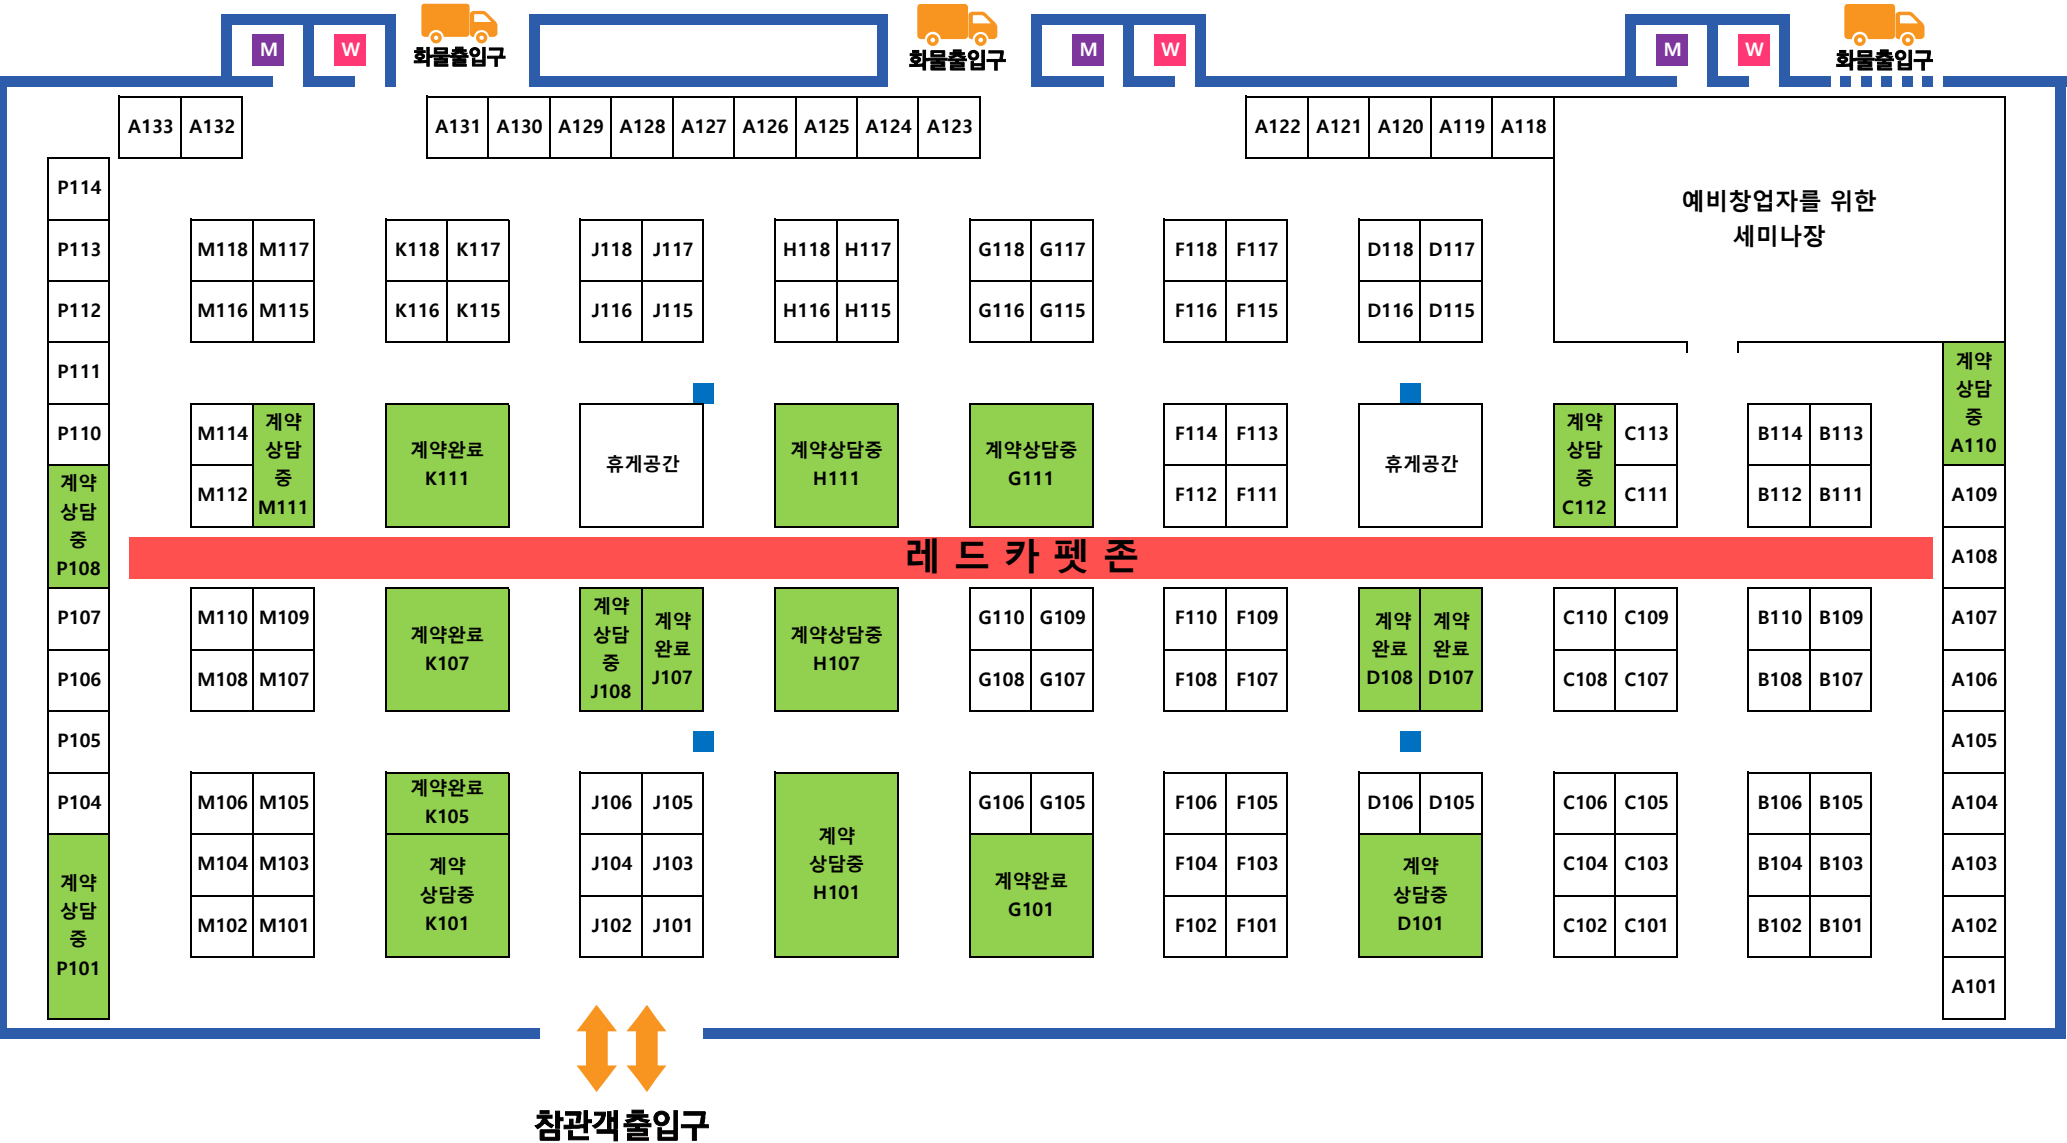 M W 화물출입구 화물출입구 M W M W 화물출입구
A133 A132 A131 A130 A129 A128 A127 A126 A125 A124 A123 A122 A121 A120 A119 A118
P114
예비창업자를 위한
세미나장
P113 M118 M117 K118 K117 J118 J117 H118 H117 G118 G117 F118 F117 D118 D117
P112 M116 M115 K116 K115 J116 J115 H116 H115 G116 G115 F116 F115 D116 D115
P111
계약
상담
중
A110
P110 M114
M112
계약
상담
중
M111
계약완료
K111
휴게공간
계약상담중
H111
계약상담중
G111
F114 F113
F112 F111
휴게공간
계약
상담
중
C112
C113
C111
B114 B113
B112 B111
A109
계약
상담
중
P108
레드카펫존
A108
P107 M110 M109
P106 M108 M107
계약완료
K107
계약
상담
중
J108
계약
완료
J107
계약상담중
H107
G110 G109
G108 G107
F110 F109
F108 F107
계약
완료
D108
계약
완료
D107
C110 C109
C108 C107
B110 B109
B108 B107
A107
A106
P105 A105
P104 M106 M105
계약완료
K105
J106 J105 G106 G105 F106 F105 D106 D105 C106 C105 B106 B105 A104
계약
상담
중
P101
M104 M103
M102 M101
계약
상담중
K101
J104 J103
J102 J101
계약
상담중
H101
계약완료
G101
F104 F103
F102 F101
계약
상담중
D101
C104 C103
C102 C101
B104 B103
B102 B101
A103
A102
A101
참관객출입구